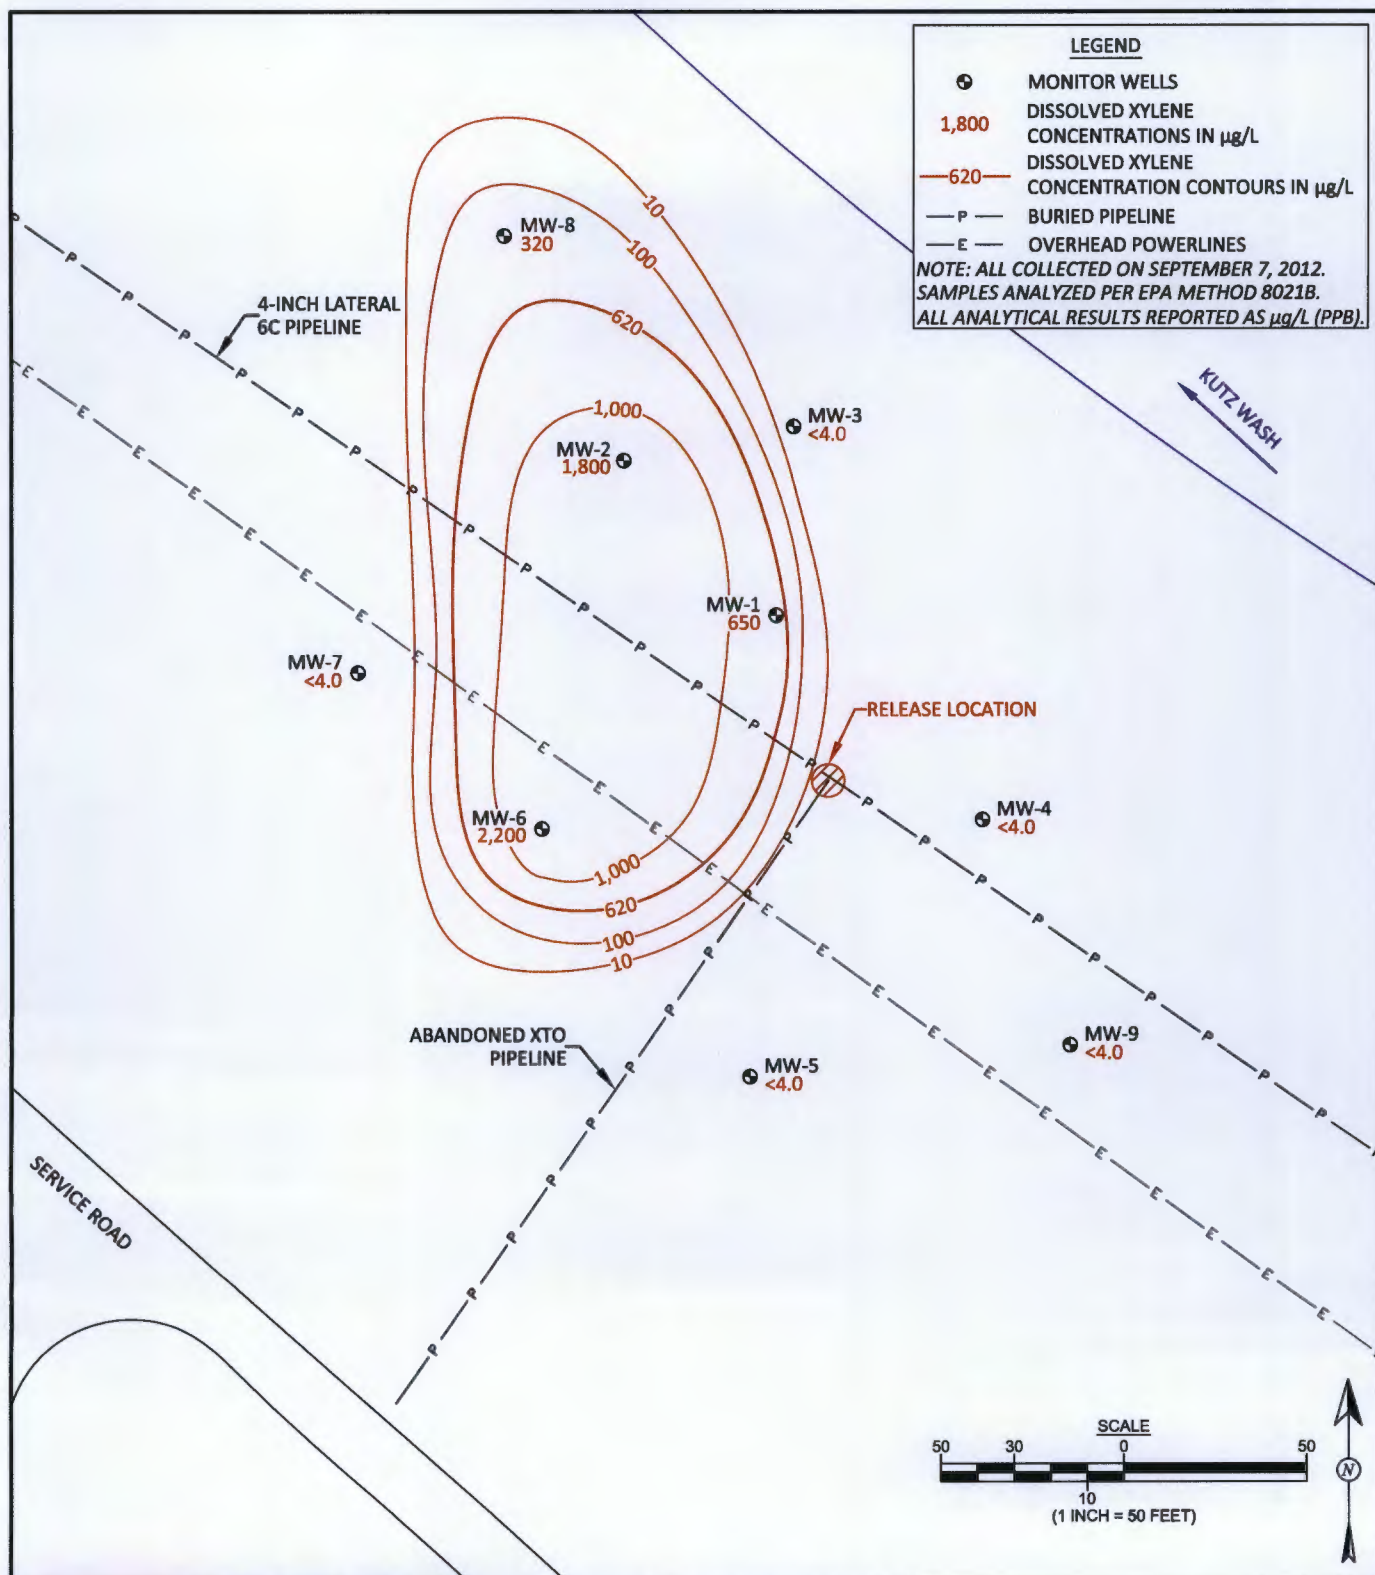 LEGEND
MONITOR WELLS
1,800 DISSOLVED XYLENE
CONCENTRATIONS IN µg/L
620 DISSOLVED XYLENE
CONCENTRATION CONTOURS IN µg/L
P BURIED PIPELINE
E OVERHEAD POWERLINES
NOTE: ALL COLLECTED ON SEPTEMBER 7, 2012.
SAMPLES ANALYZED PER EPA METHOD 8021B.
ALL ANALYTICAL RESULTS REPORTED AS µg/L (PPB).
10
MW-8
320
100
4-INCH LATERAL
6C PIPELINE
620
KUTZ WASH
1,000
MW-3
<4.0
MW-2
1,800
MW-1
650
MW-7
<4.0
RELEASE LOCATION
MW-6
2,200
MW-4
<4.0
1,000
620
100
10
ABANDONED XTO
PIPELINE
MW-9
<4.0
MW-5
<4.0
SERVICE ROAD
SCALE
50 30 0 50
10
(1 INCH = 50 FEET)
N